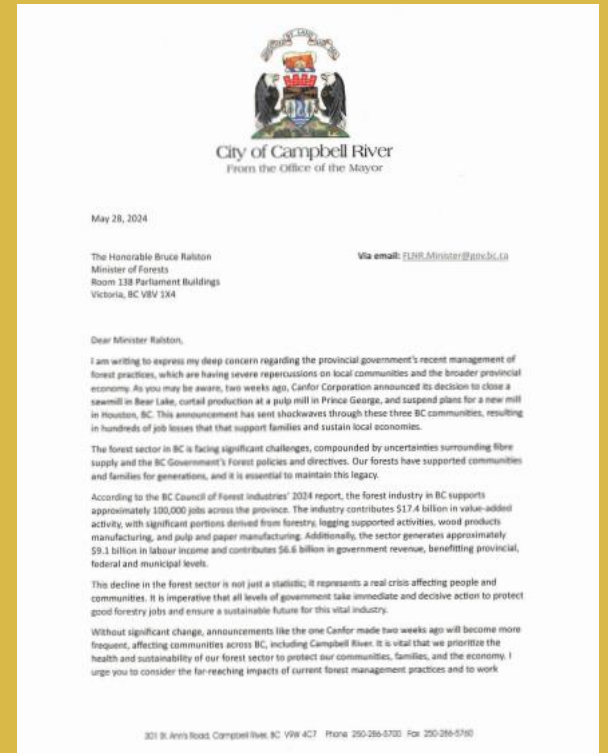 City of Campbell River
From the Office of the Mayor
May 28, 2024
The Honorable Bruce Ralston
Via email: FLNR.Minister@gov.bc.ca
Minister of Forests
Room 138 Parliament Buildings
Victoria, BC V8V 1X4
Dear Minister Ralston,
I am writing to express my deep concern regarding the provincial government's recent management of
forest practices, which are having severe repercussions on local communities and the broader provincial
economy. As you may be aware, two weeks ago, Canfor Corporation announced its decision to close a
sawmill in Bear Lake, curtail production at a pulp mill in Prince George, and suspend plans for a new mill
in Houston, BC. This announcement has sent shockwaves through these three BC communities, resulting
in hundreds of job losses that that support families and sustain local economies.
The forest sector in BC is facing significant challenges, compounded by uncertainties surrounding fibre
supply and the BC Government's Forest policies and directives. Our forests have supported communities
and families for generations, and it is essential to maintain this legacy.
According to the BC Council of Forest Industries' 2024 report, the forest industry in BC supports
approximately 100,000 jobs across the province. The industry contributes $17.4 billion in value-added
activity, with significant portions derived from forestry, logging supported activities, wood products
manufacturing, and pulp and paper manufacturing. Additionally, the sector generates approximately
$9.1 billion in labour income and contributes $6.6 billion in government revenue, benefitting provincial,
federal and municipal levels.
This decline in the forest sector is not just a statistic; it represents a real crisis affecting people and
communities. It is imperative that all levels of government take immediate and decisive action to protect
good forestry jobs and ensure a sustainable future for this vital industry.
Without significant change, announcements like the one Canfor made two weeks ago will become more
frequent, affecting communities across BC, including Campbell River. It is vital that we prioritize the
health and sustainability of our forest sector to protect our communities, families, and the economy. I
urge you to consider the far-reaching impacts of current forest management practices and to work
301 St. Ann's Road, Campbell River, BC V9W 4C7 Phone 250-286-5700 Fax 250-286-5760